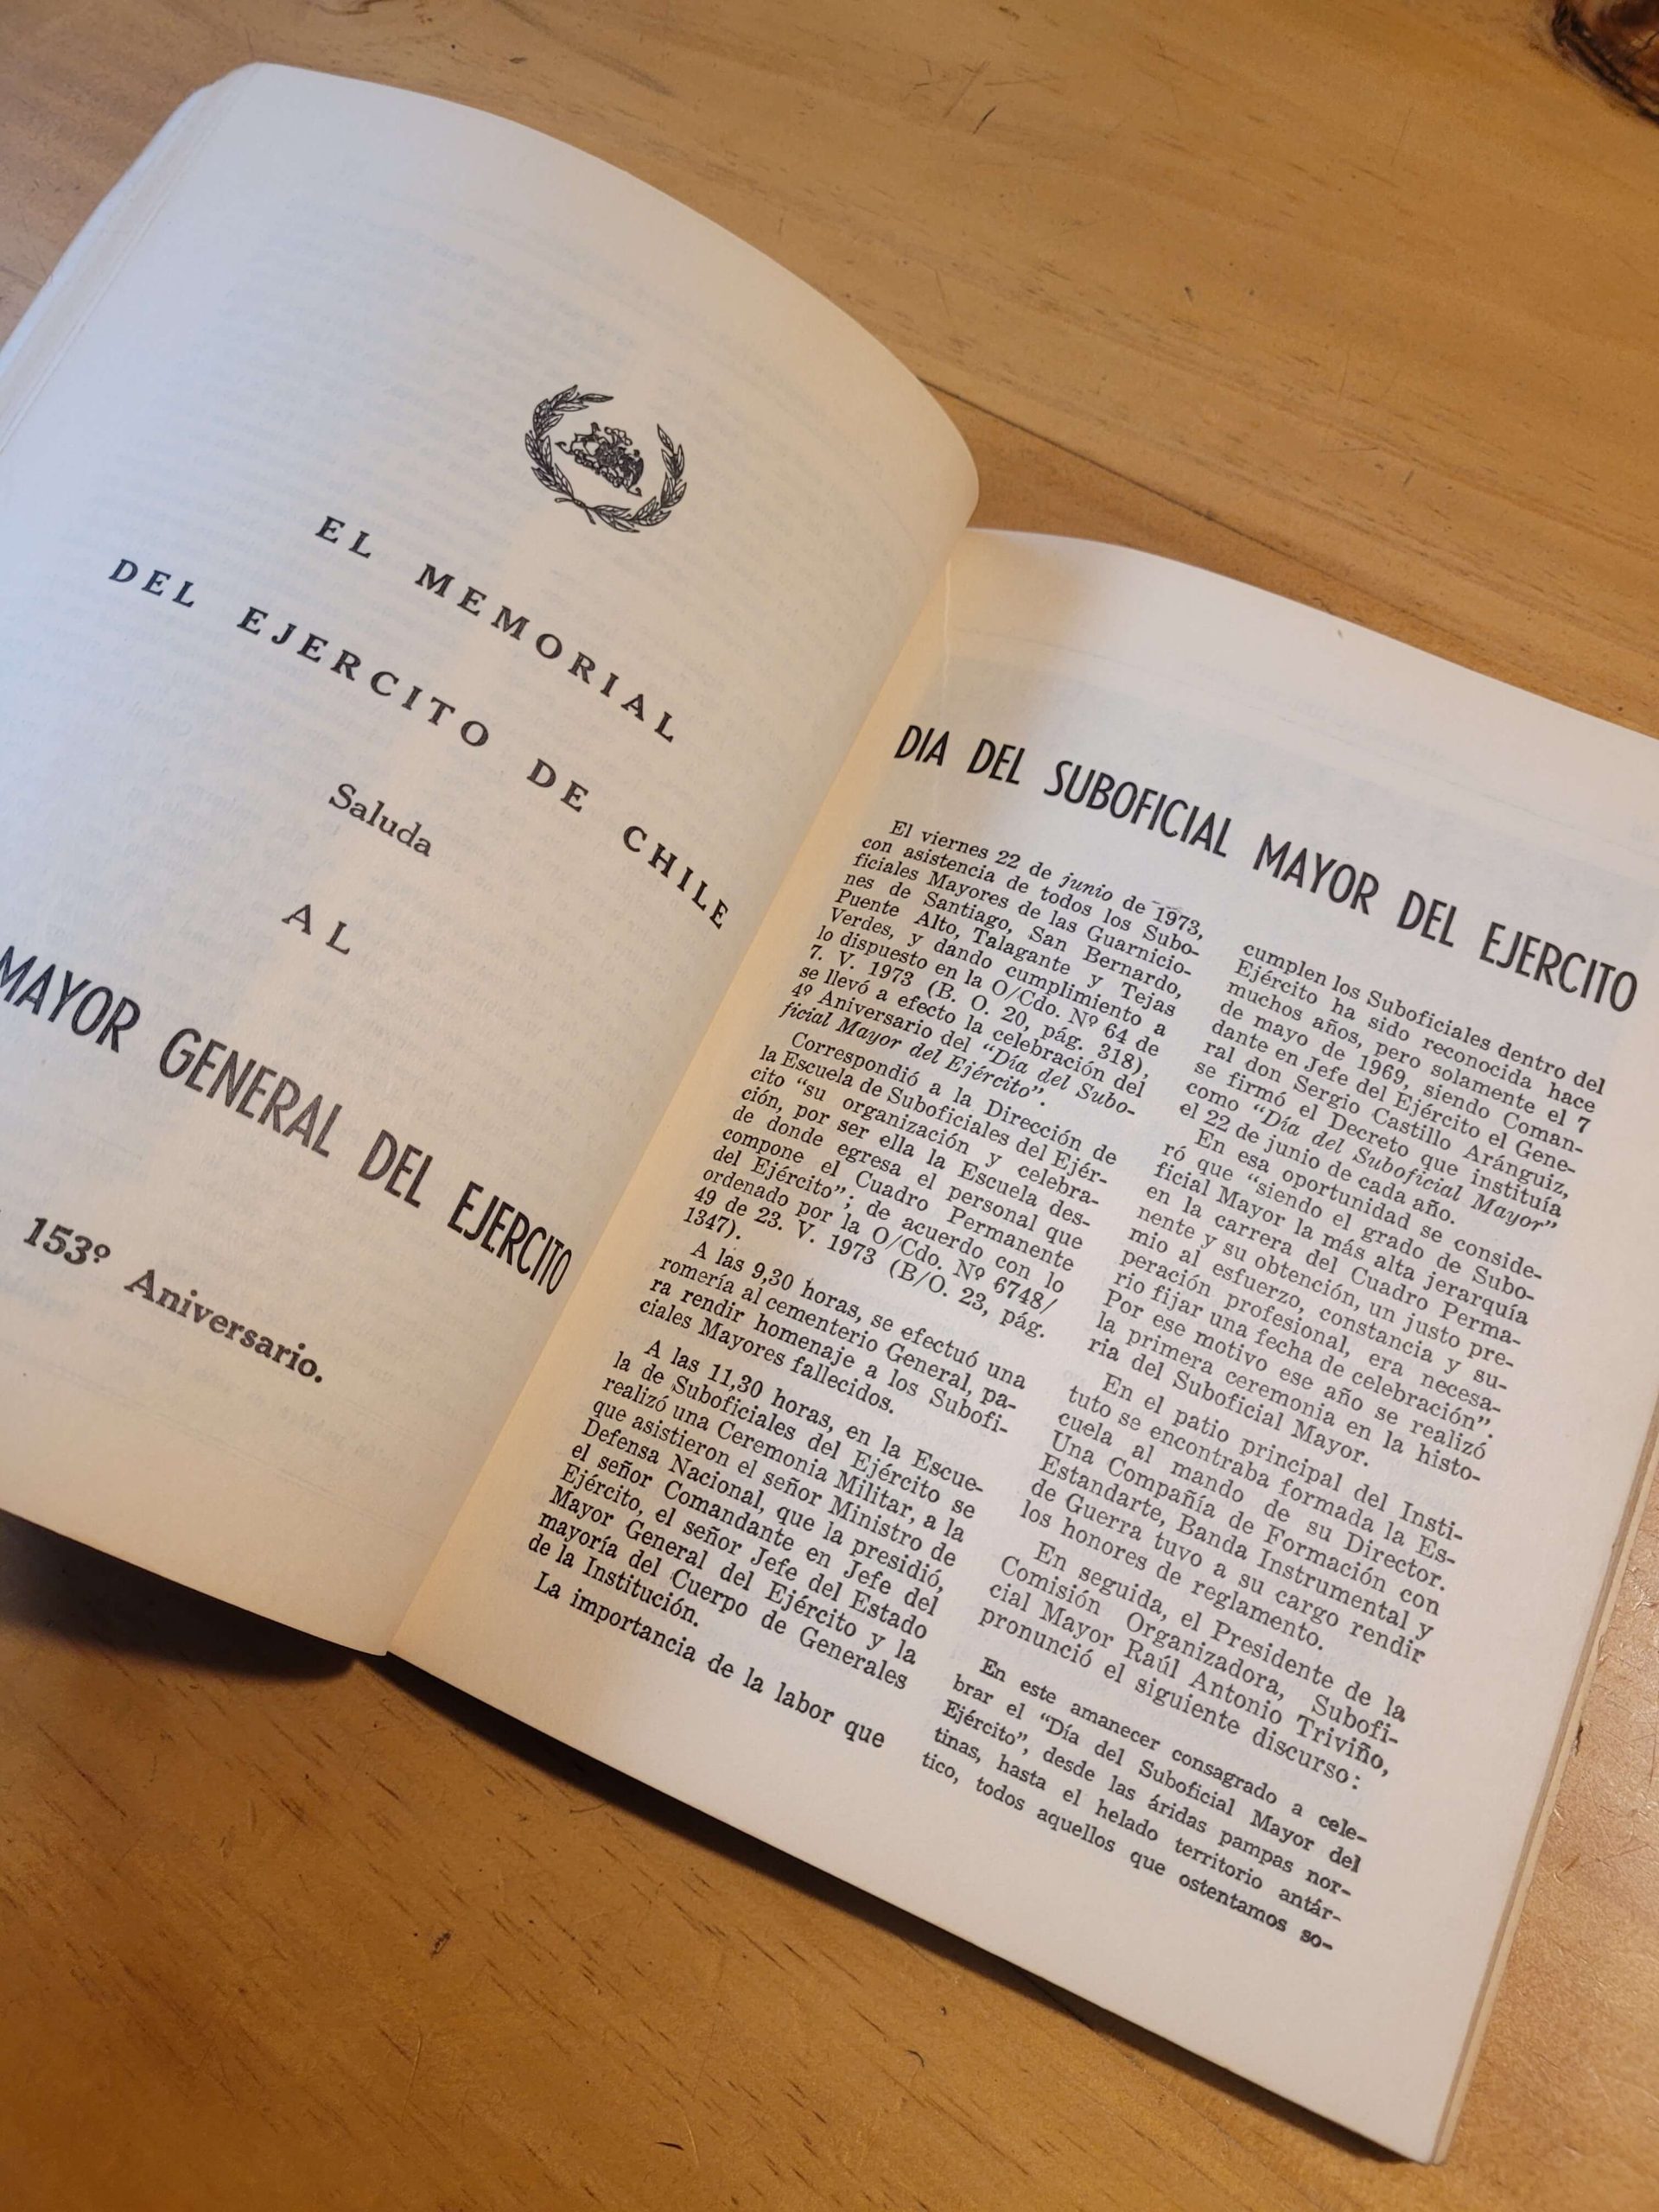 EL MEMORIAL
DEL EJERCITO DE CHILE
Saluda
AL
MAYOR GENERAL DEL EJERCITO
153º Aniversario.
DIA DEL SUBOFICIAL MAYOR DEL EJERCITO
El viernes 22 de junio de 1973,
con asistencia de todos los Subo-
ficiales Mayores de las Guarnicio-
nes de Santiago, San Bernardo,
Puente Alto, Talagante y Tejas
Verdes, y dando cumplimiento a
lo dispuesto en la O/Cdo. Nº 64 de
7. V. 1973 (B. O. 20, pág. 318),
se llevó a efecto la celebración del
4º Aniversario del "Día del Subo-
ficial Mayor del Ejército".
Correspondió a la Dirección de
la Escuela de Suboficiales del Ejér-
cito "su organización y celebra-
ción, por ser ella la Escuela des-
de donde egresa el personal que
compone el Cuadro Permanente
del Ejército"; de acuerdo con lo
ordenado por la O/Cdo. Nº 6748/
49 de 23. V. 1973 (B/O. 23, pág.
1347).
A las 9,30 horas, se efectuó una
romería al cementerio General, pa-
ra rendir homenaje a los Subofi-
ciales Mayores fallecidos.
A las 11,30 horas, en la Escue-
la de Suboficiales del Ejército se
realizó una Ceremonia Militar, a la
que asistieron el señor Ministro de
Defensa Nacional, que la presidió,
el señor Comandante en Jefe del
Ejército, el señor Jefe del Estado
Mayor General del Ejército y la
mayoría del Cuerpo de Generales
de la Institución.
La importancia de la labor que
cumplen los Suboficiales dentro del
Ejército ha sido reconocida hace
muchos años, pero solamente el 7
de mayo de 1969, siendo Coman-
dante en Jefe del Ejército el Gene-
ral don Sergio Castillo Aránguiz,
se firmó el Decreto que instituía
como "Día del Suboficial Mayor"
el 22 de junio de cada año.
En esa oportunidad se conside-
ró que "siendo el grado de Subo-
ficial Mayor la más alta jerarquía
en la carrera del Cuadro Perma-
nente y su obtención, un justo pre-
mio al esfuerzo, constancia y su-
peración profesional, era necesa-
rio fijar una fecha de celebración".
Por ese motivo ese año se realizó
la primera ceremonia en la histo-
ria del Suboficial Mayor.
En el patio principal del Insti-
tuto se encontraba formada la Es-
cuela al mando de su Director.
Una Compañía de Formación con
Estandarte, Banda Instrumental y
de Guerra tuvo a su cargo rendir
los honores de reglamento.
En seguida, el Presidente de la
Comisión Organizadora, Subofi-
cial Mayor Raúl Antonio Triviño,
pronunció el siguiente discurso:
En este amanecer consagrado a cele-
brar el "Día del Suboficial Mayor del
Ejército", desde las áridas pampas nor-
tinas, hasta el helado territorio antár-
tico, todos aquellos que ostentamos so-